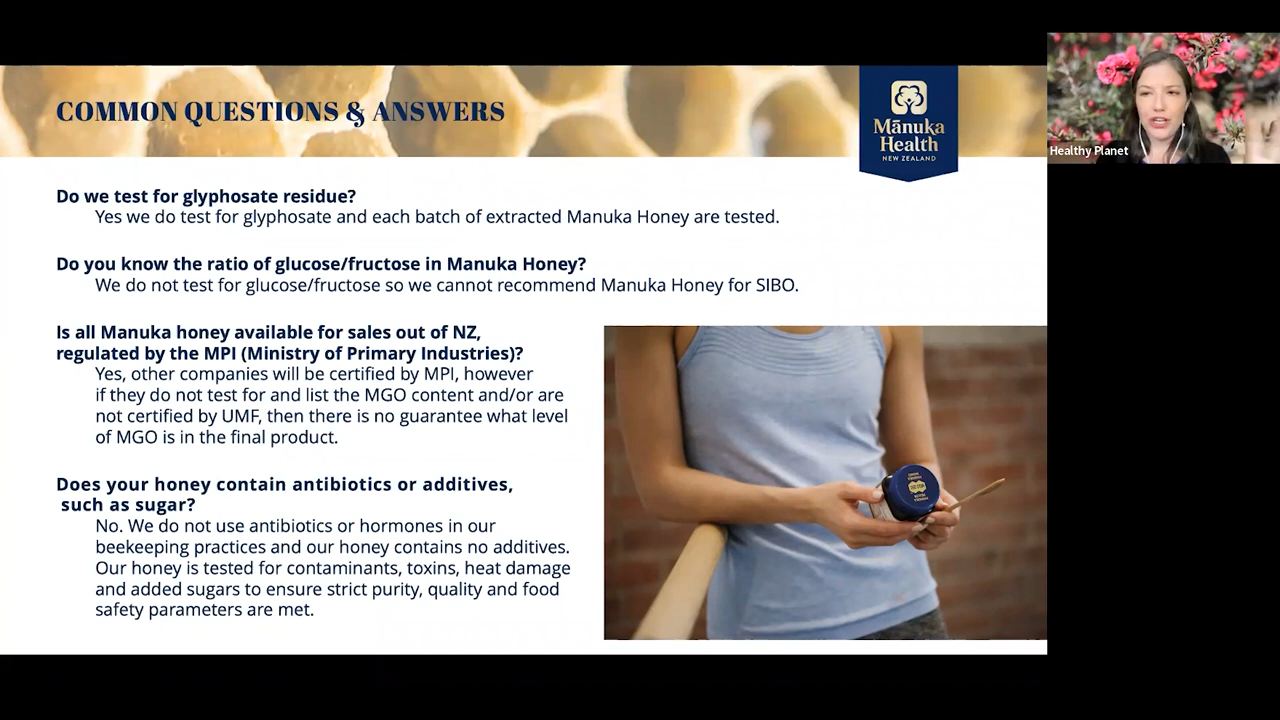 COMMON QUESTIONS & ANSWERS
Mānuka
Health
NEW ZEALAND
Healthy Planet
Do we test for glyphosate residue?
Yes we do test for glyphosate and each batch of extracted Manuka Honey are tested.
Do you know the ratio of glucose/fructose in Manuka Honey?
We do not test for glucose/fructose so we cannot recommend Manuka Honey for SIBO.
Is all Manuka honey available for sales out of NZ,
regulated by the MPI (Ministry of Primary Industries)?
Yes, other companies will be certified by MPI, however
if they do not test for and list the MGO content and/or are
not certified by UMF, then there is no guarantee what level
of MGO is in the final product.
Does your honey contain antibiotics or additives,
such as sugar?
No. We do not use antibiotics or hormones in our
beekeeping practices and our honey contains no additives.
Our honey is tested for contaminants, toxins, heat damage
and added sugars to ensure strict purity, quality and food
safety parameters are met.